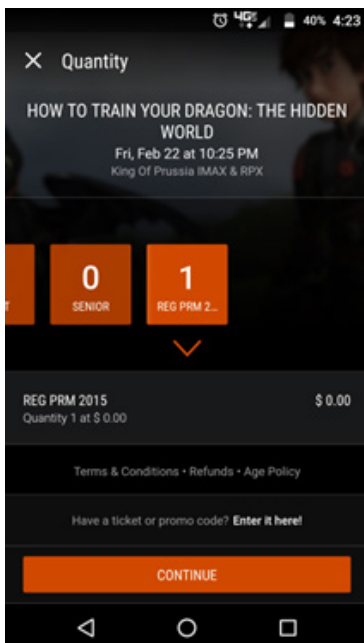 4G 40% 4:23
Quantity
HOW TO TRAIN YOUR DRAGON: THE HIDDEN
WORLD
Fri, Feb 22 at 10:25 PM
King Of Prussia IMAX & RPX
T
0
SENIOR
1
REG PRM 2...
REG PRM 2015 $ 0.00
Quantity 1 at $ 0.00
Terms & Conditions • Refunds • Age Policy
Have a ticket or promo code? Enter it here!
CONTINUE